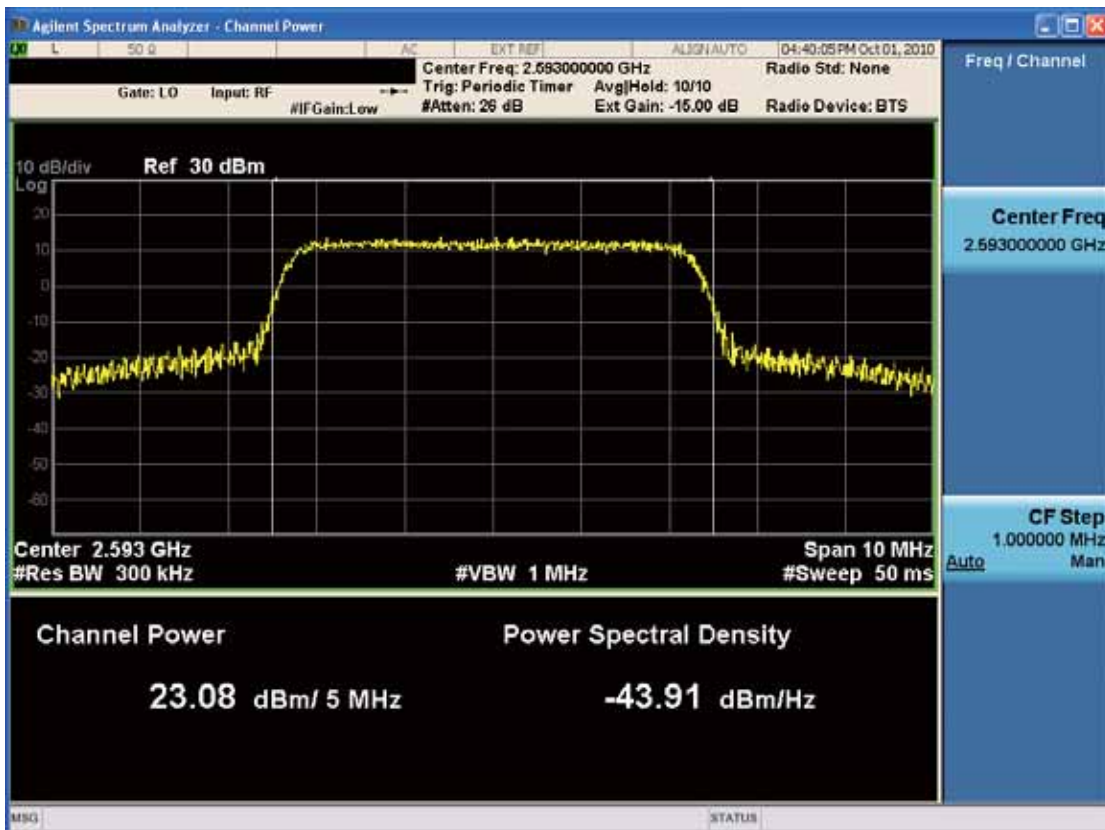 Agilent Spectrum Analyzer - Channel Power
L 50 Ω AC EXT REF ALIGNAUTO 04:40:05 PM Oct 01, 2010
Center Freq: 2.593000000 GHz Radio Std: None
Gate: LO Input: RF Trig: Periodic Timer Avg|Hold: 10/10
#IFGain:Low #Atten: 26 dB Ext Gain: -15.00 dB Radio Device: BTS
10 dB/div Ref 30 dBm
Log
20
10
0
-10
-20
-30
-40
-50
-60
Center 2.593 GHz Span 10 MHz
#Res BW 300 kHz #VBW 1 MHz #Sweep 50 ms
Channel Power Power Spectral Density
23.08 dBm/ 5 MHz -43.91 dBm/Hz
MSG STATUS
Freq / Channel
Center Freq
2.593000000 GHz
CF Step
1.000000 MHz
Auto Man